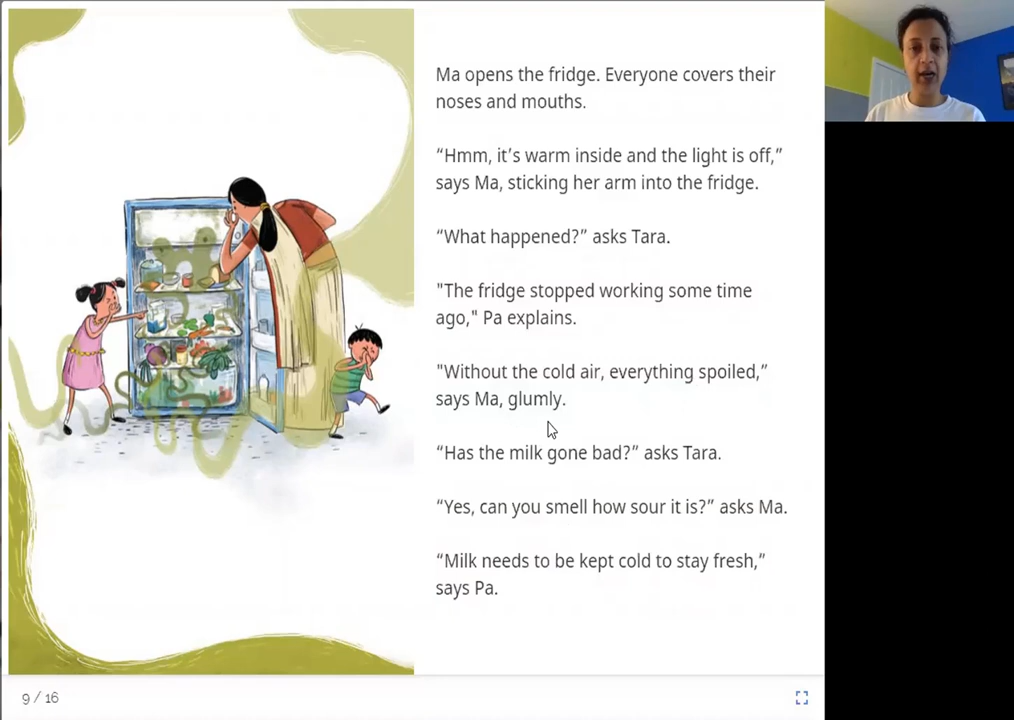 Ma opens the fridge. Everyone covers their
noses and mouths.
“Hmm, it’s warm inside and the light is off,”
says Ma, sticking her arm into the fridge.
“What happened?” asks Tara.
"The fridge stopped working some time
ago," Pa explains.
"Without the cold air, everything spoiled,”
says Ma, glumly.
“Has the milk gone bad?” asks Tara.
“Yes, can you smell how sour it is?” asks Ma.
“Milk needs to be kept cold to stay fresh,”
says Pa.
9 / 16